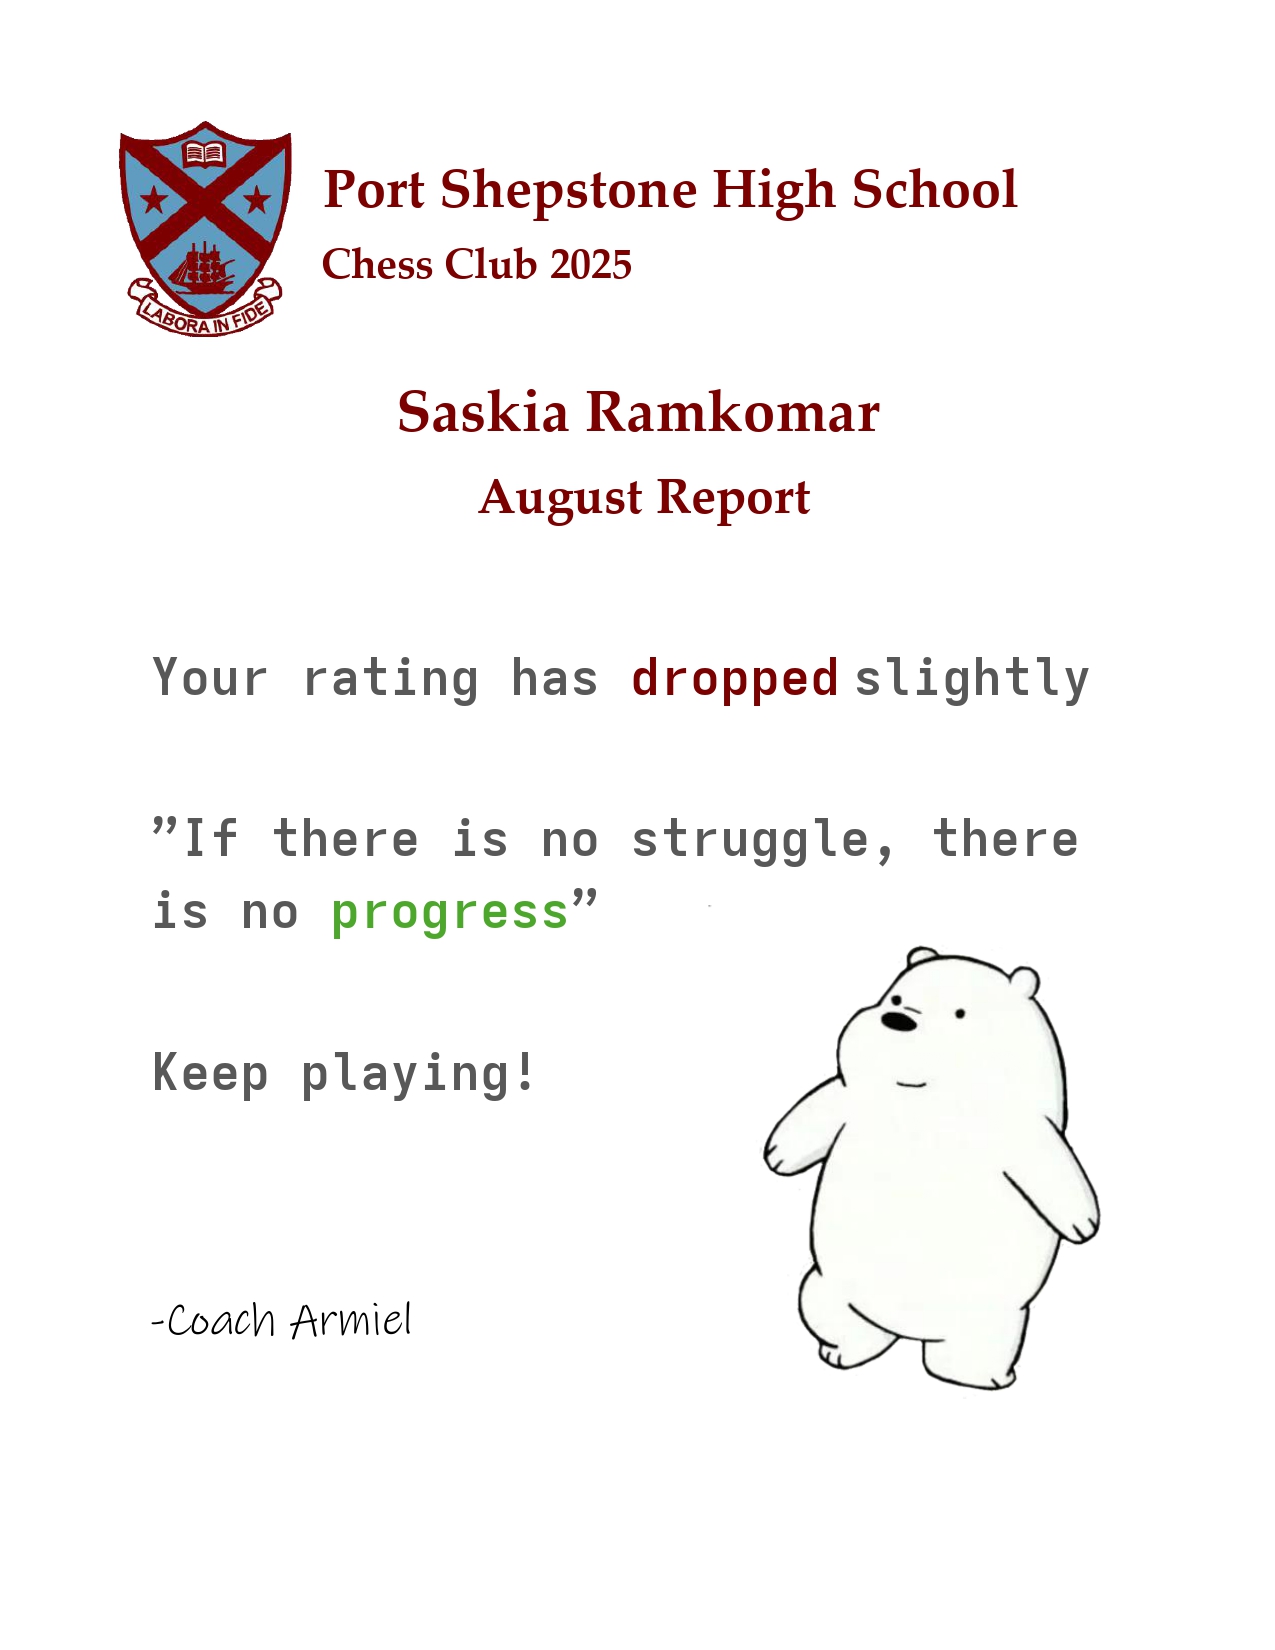 Port Shepstone High School
Chess Club 2025
LABORA IN FIDE
Saskia Ramkomar
August Report
Your rating has dropped slightly
”If there is no struggle, there
is no progress”
Keep playing!
-Coach Armiel